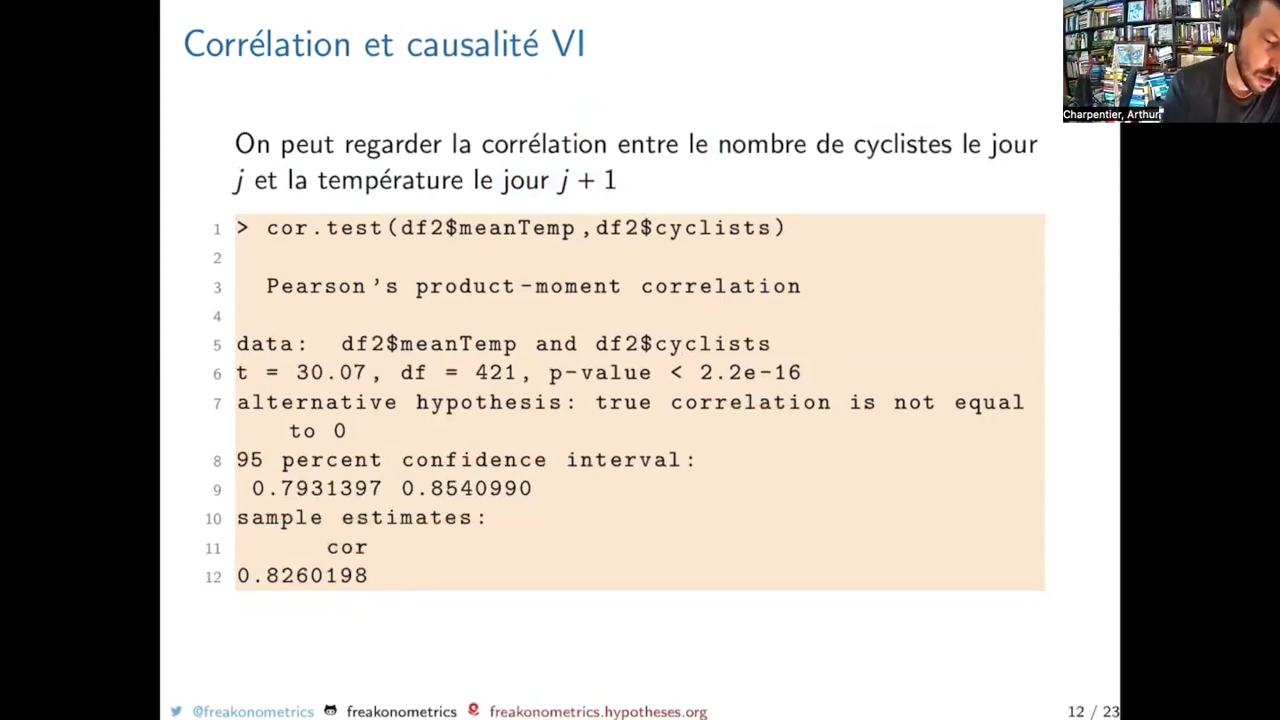 Corrélation et causalité VI
Charpentier, Arthur
On peut regarder la corrélation entre le nombre de cyclistes le jour
j et la température le jour j + 1
1 > cor.test(df2$meanTemp,df2$cyclists)
2
3 Pearson's product-moment correlation
4
5 data: df2$meanTemp and df2$cyclists
6 t = 30.07, df = 421, p-value < 2.2e-16
7 alternative hypothesis: true correlation is not equal
to 0
8 95 percent confidence interval:
9 0.7931397 0.8540990
10 sample estimates:
11 cor
12 0.8260198
@freakonometrics freakonometrics freakonometrics.hypotheses.org 12 / 23